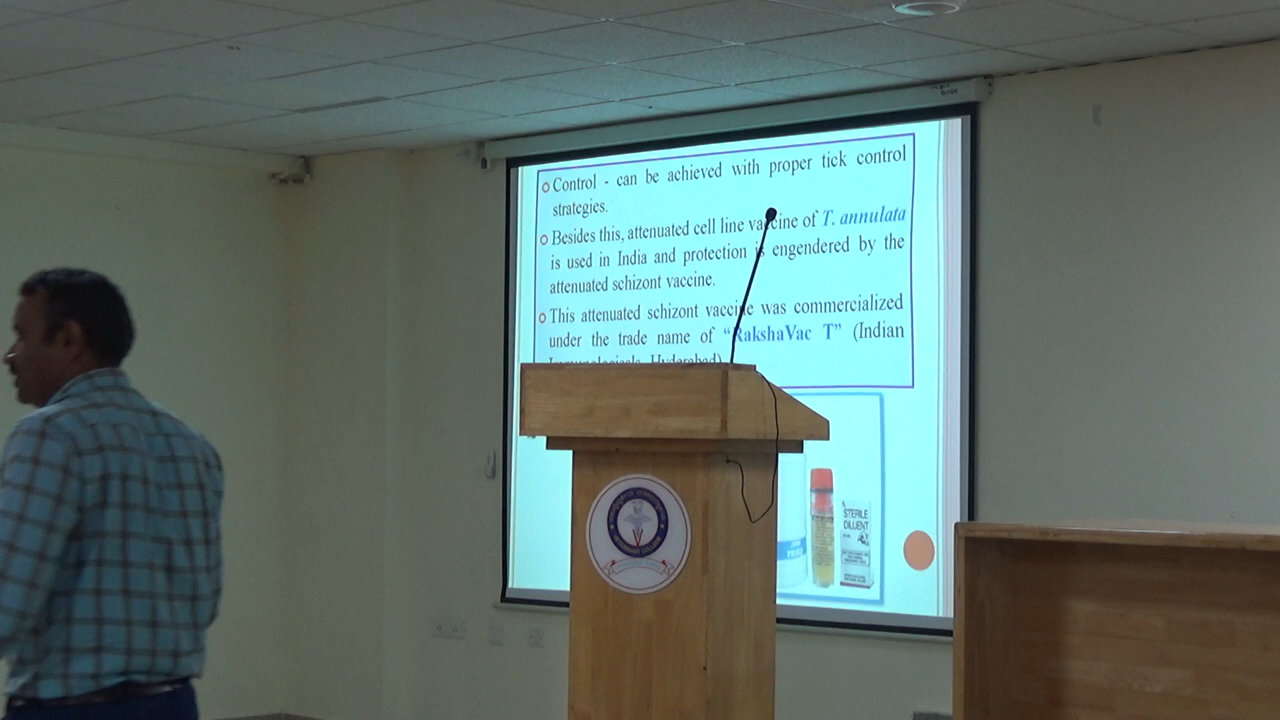 Control - can be achieved with proper tick control
strategies.
Besides this, attenuated cell line vaccine of T. annulata
is used in India and protection is engendered by the
attenuated schizont vaccine.
This attenuated schizont vaccine was commercialized
under the trade name of "RakshaVac T" (Indian
Immunologicals, Hyderabad)
STERILE
DILUENT